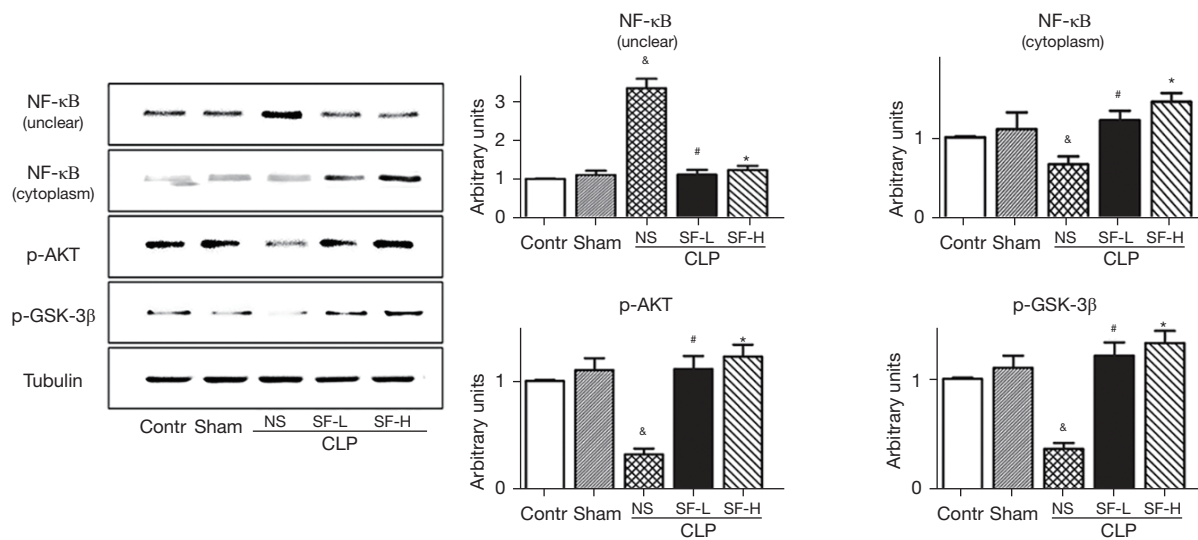 NF-κB
(unclear)
NF-κB
(cytoplasm)
p-AKT
p-GSK-3β
Tubulin
Contr Sham NS SF-L SF-H
CLP
NF-κB
(unclear)
Arbitrary units
3
2
1
0
&
#
*
Contr Sham NS SF-L SF-H
CLP
NF-κB
(cytoplasm)
Arbitrary units
1
0
&
#
*
Contr Sham NS SF-L SF-H
CLP
p-AKT
Arbitrary units
1
0
&
#
*
Contr Sham NS SF-L SF-H
CLP
p-GSK-3β
Arbitrary units
1
0
&
#
*
Contr Sham NS SF-L SF-H
CLP